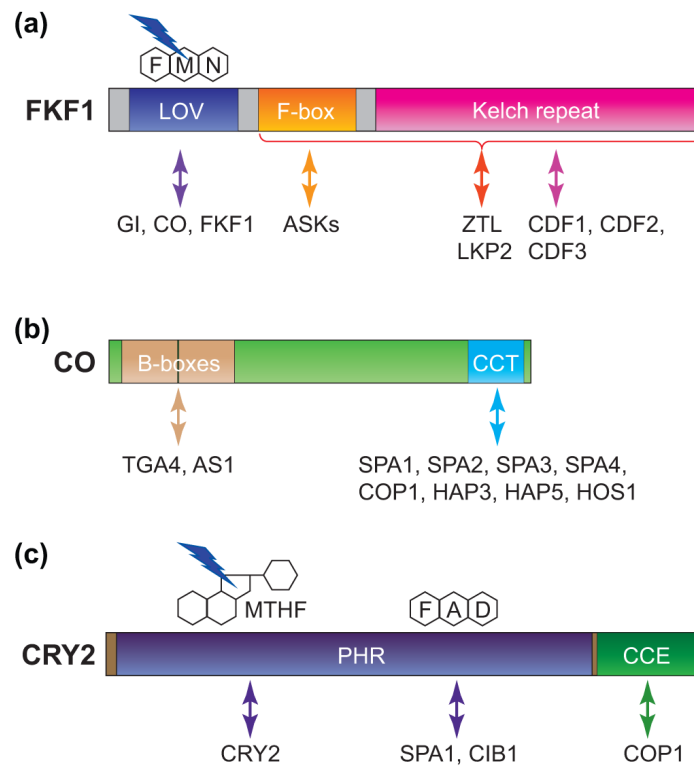 (a)
F M N
FKF1
LOV
F-box
Kelch repeat
GI, CO, FKF1
ASKs
ZTL
LKP2
CDF1, CDF2,
CDF3
(b)
CO
B-boxes
CCT
TGA4, AS1
SPA1, SPA2, SPA3, SPA4,
COP1, HAP3, HAP5, HOS1
(c)
MTHF
F A D
CRY2
PHR
CCE
CRY2
SPA1, CIB1
COP1